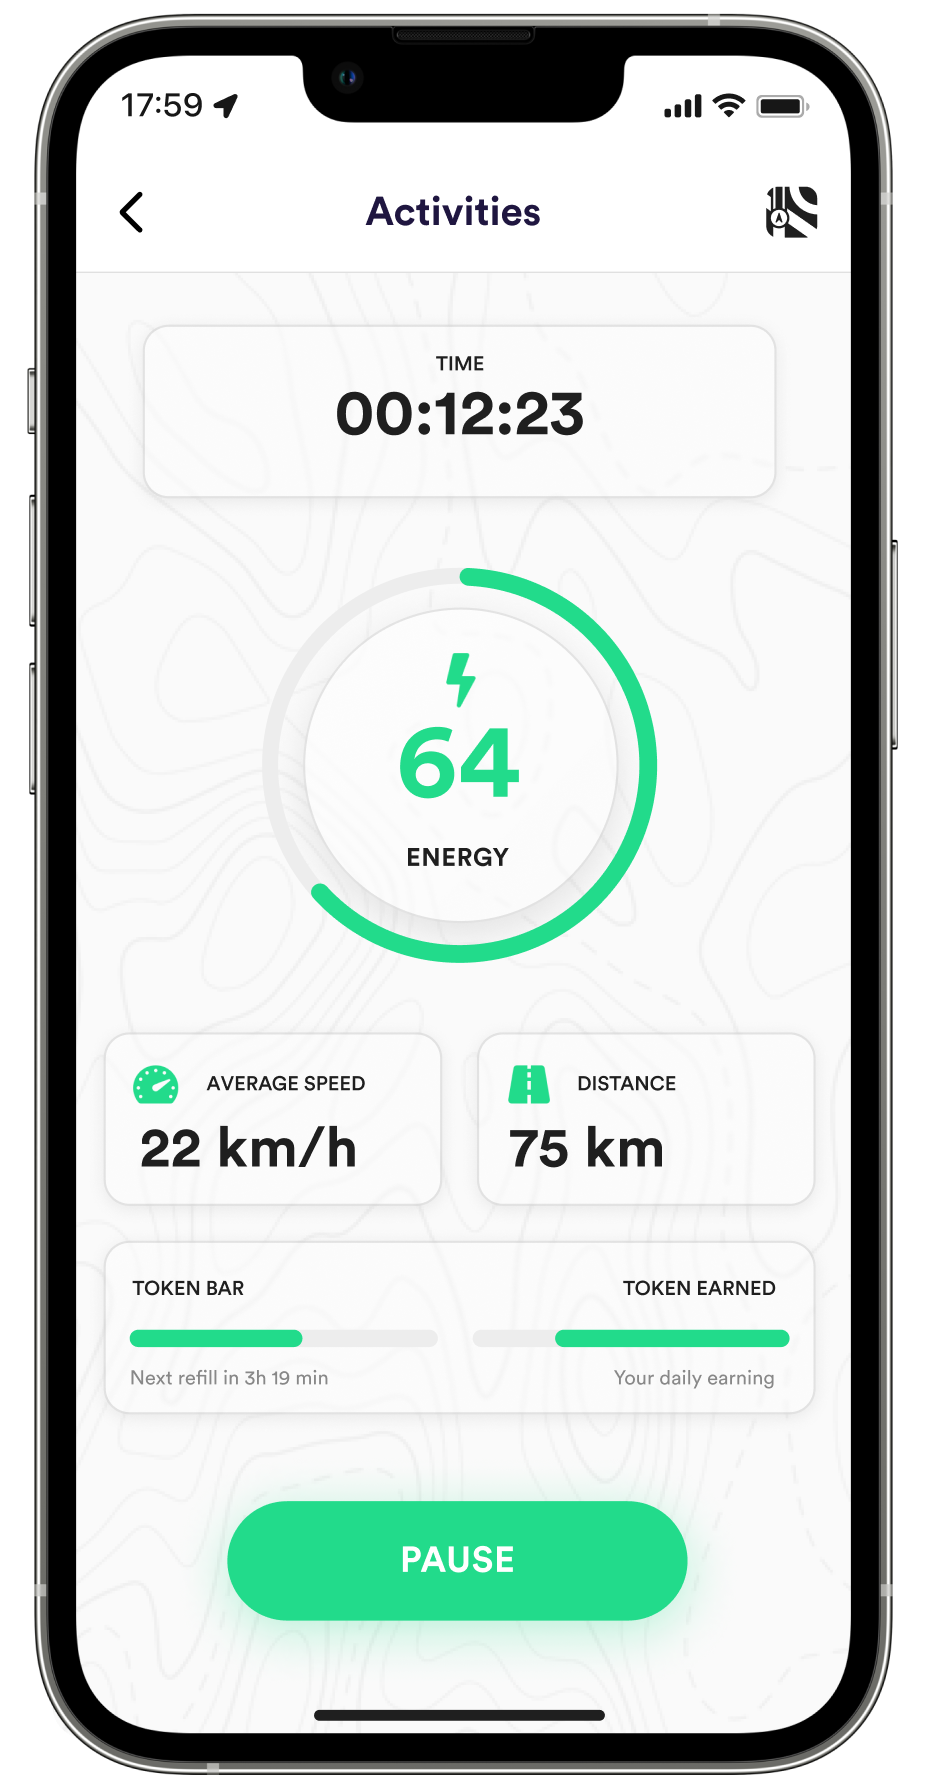 17:59
Activities
TIME
00:12:23
64
ENERGY
AVERAGE SPEED
22 km/h
DISTANCE
75 km
TOKEN BAR
TOKEN EARNED
Next refill in 3h 19 min
Your daily earning
PAUSE